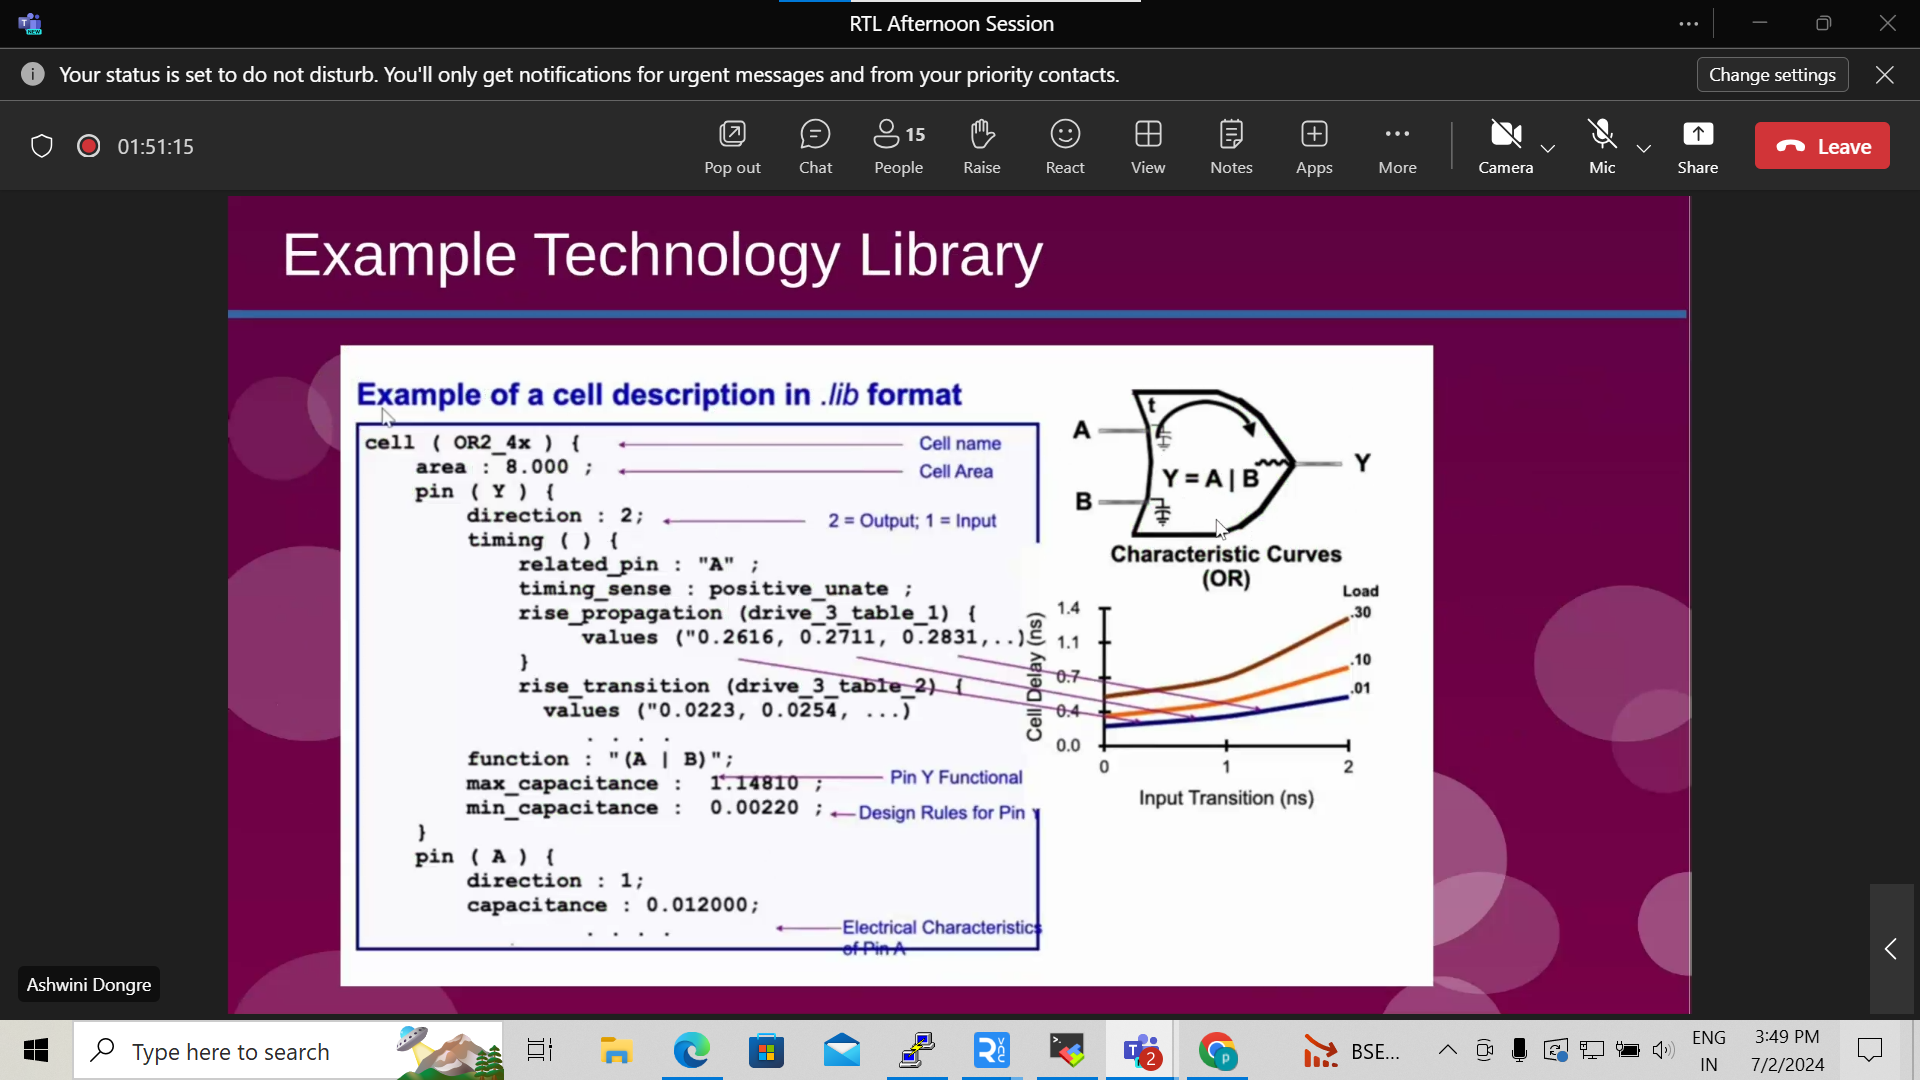 RTL Afternoon Session
Your status is set to do not disturb. You'll only get notifications for urgent messages and from your priority contacts.
Change settings
01:51:15
Pop out
Chat
15
People
Raise
React
View
Notes
Apps
More
Camera
Mic
Share
Leave
Example Technology Library
Example of a cell description in .lib format
cell ( OR2_4x ) { Cell name
area : 8.000 ; Cell Area
pin ( Y ) {
direction : 2; 2 = Output; 1 = Input
timing ( ) {
related_pin : "A" ;
timing_sense : positive_unate ;
rise_propagation (drive_3_table_1) {
values ("0.2616, 0.2711, 0.2831,..)
}
rise_transition (drive_3_table_2) {
values ("0.0223, 0.0254, ...)
. . . .
function : "(A | B)";
max_capacitance : 1.14810 ; Pin Y Functional
min_capacitance : 0.00220 ; Design Rules for Pin Y
}
pin ( A ) {
direction : 1;
capacitance : 0.012000;
. . . . Electrical Characteristics
of Pin A
t
A
Y
Y = A | B
B
Characteristic Curves
(OR)
Load
.30
.10
.01
Cell Delay (ns)
1.4
1.1
0.7
0.4
0.0
0 1 2
Input Transition (ns)
Ashwini Dongre
Type here to search
2
BSE...
ENG
IN
3:49 PM
7/2/2024